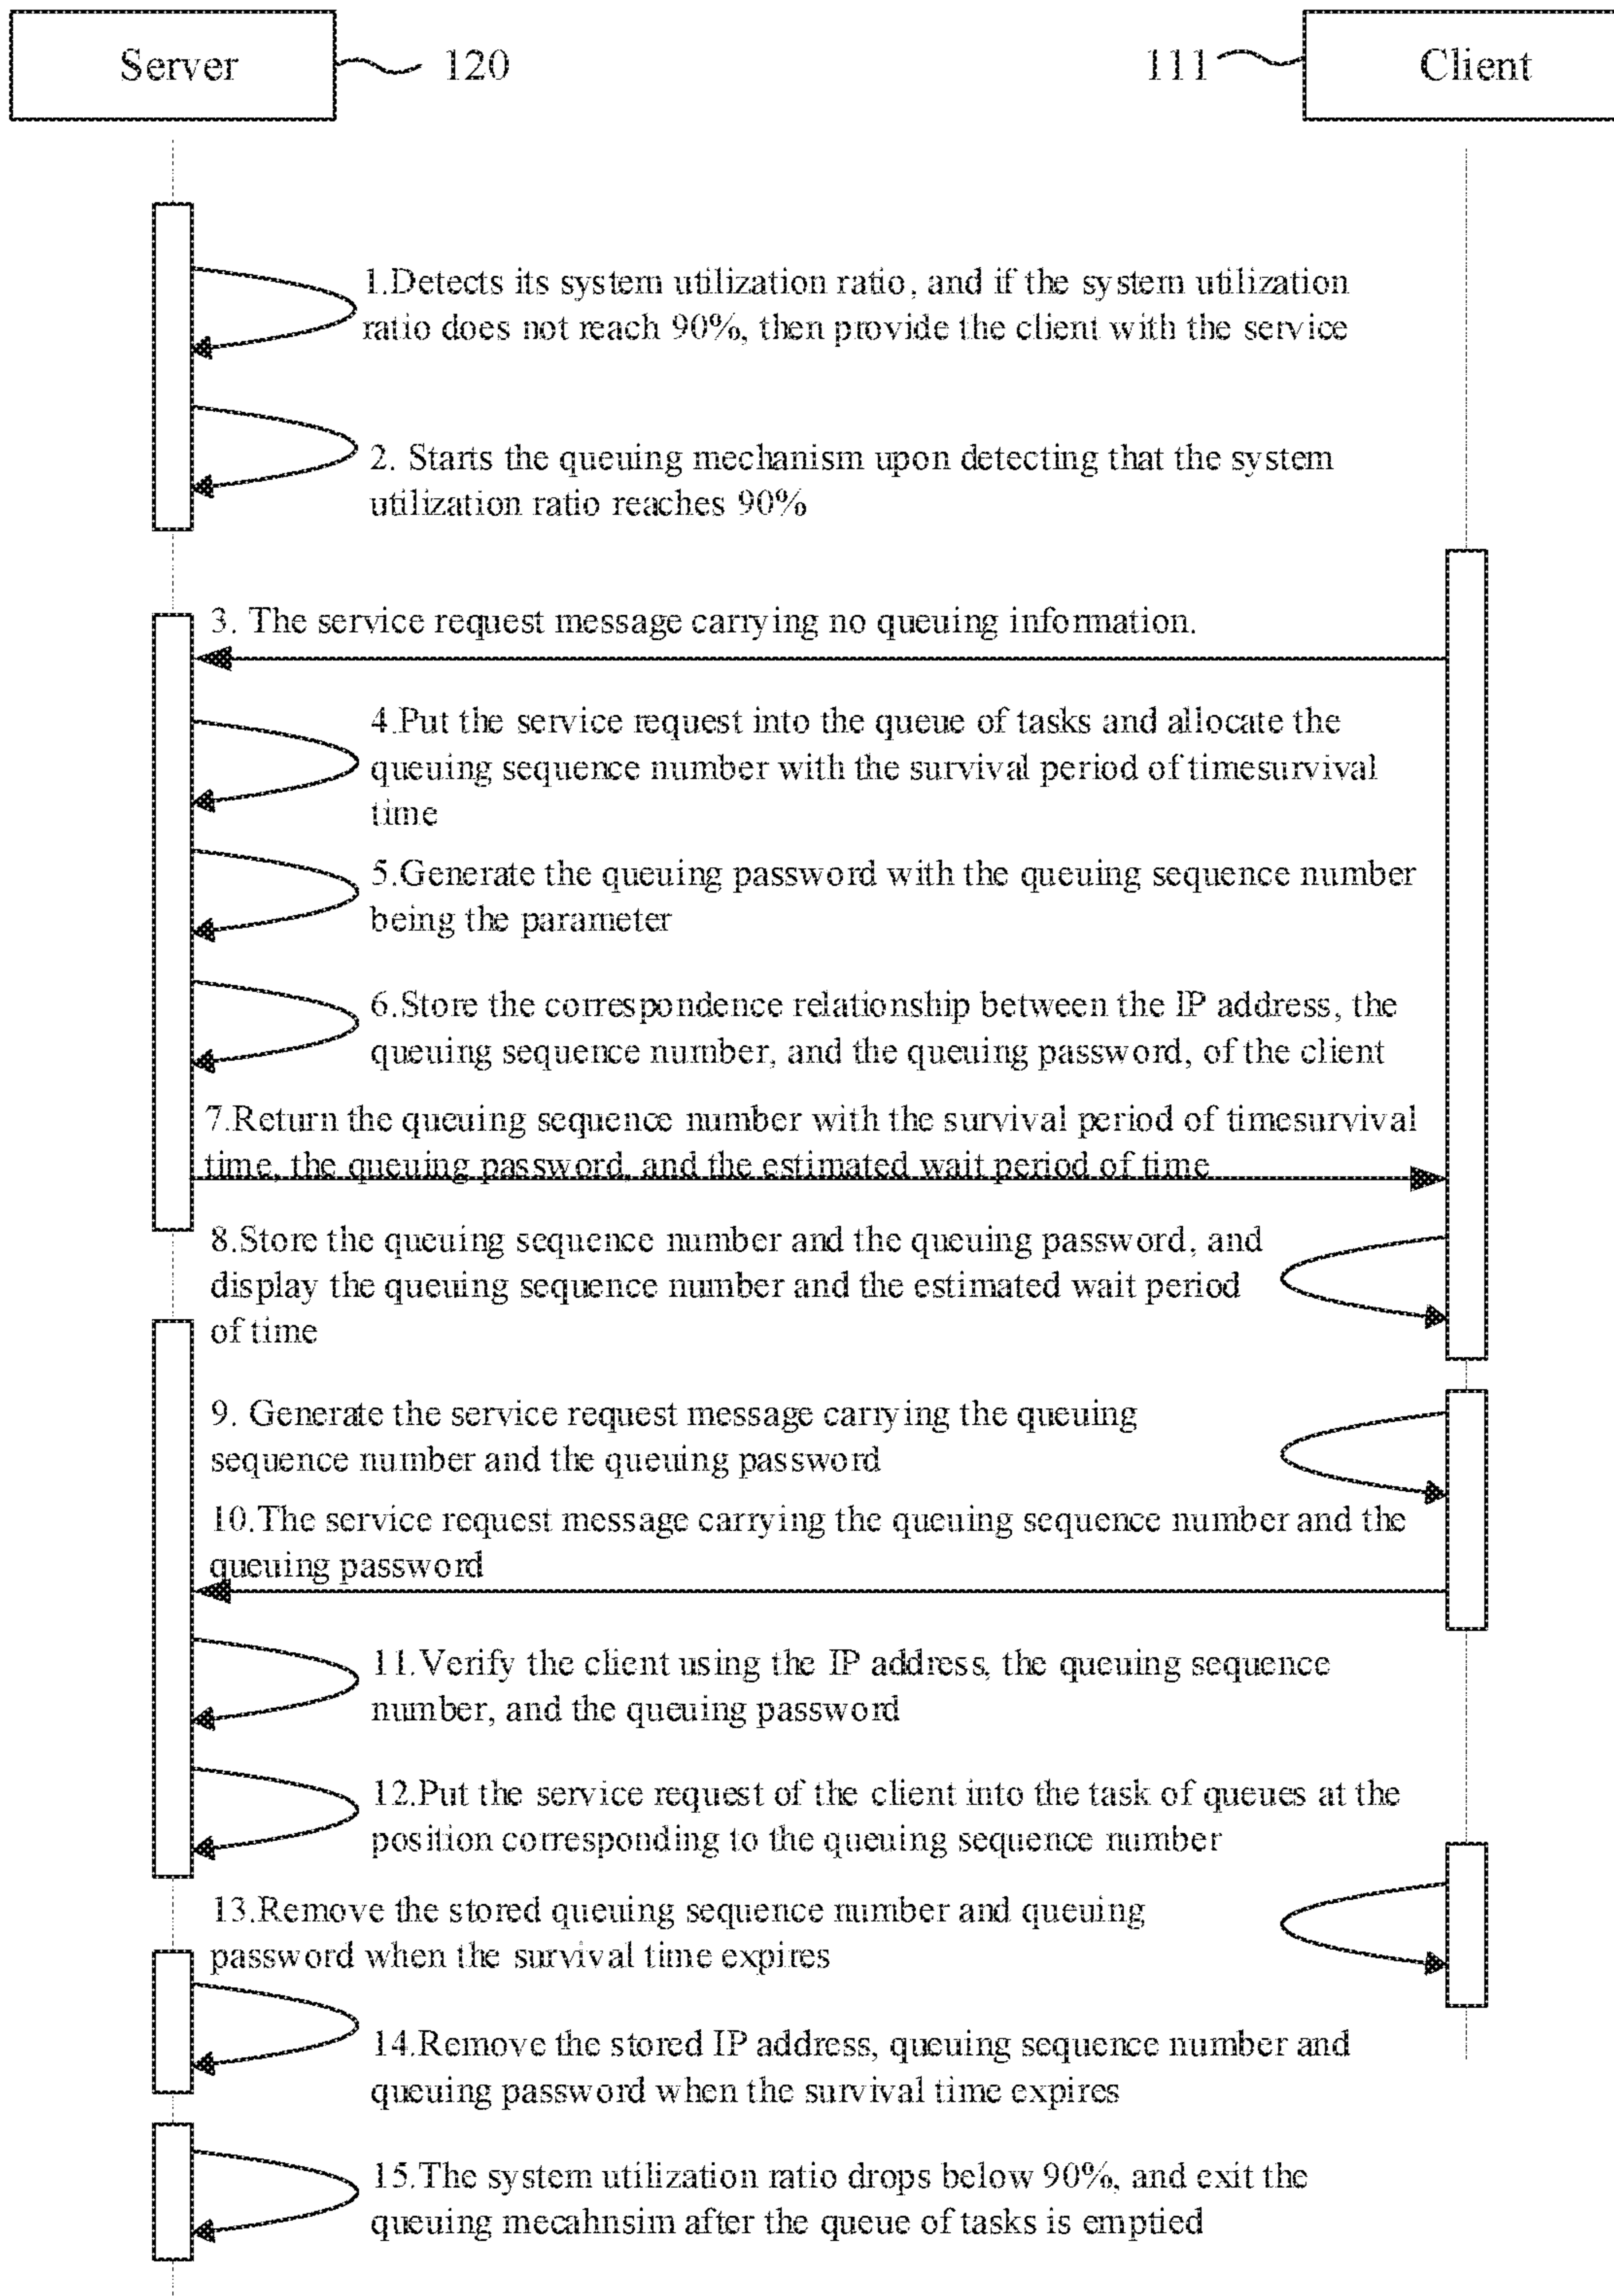 Server
120
111
Client
1.Detects its system utilization ratio, and if the system utilization
ratio does not reach 90%, then provide the client with the service
2. Starts the queuing mechanism upon detecting that the system
utilization ratio reaches 90%
3. The service request message carrying no queuing information.
4.Put the service request into the queue of tasks and allocate the
queuing sequence number with the survival period of timesurvival
time
5.Generate the queuing password with the queuing sequence number
being the parameter
6.Store the correspondence relationship between the IP address, the
queuing sequence number, and the queuing password, of the client
7.Return the queuing sequence number with the survival period of timesurvival
time, the queuing password, and the estimated wait period of time
8.Store the queuing sequence number and the queuing password, and
display the queuing sequence number and the estimated wait period
of time
9. Generate the service request message carrying the queuing
sequence number and the queuing password
10.The service request message carrying the queuing sequence number and the
queuing password
11.Verify the client using the IP address, the queuing sequence
number, and the queuing password
12.Put the service request of the client into the task of queues at the
position corresponding to the queuing sequence number
13.Remove the stored queuing sequence number and queuing
password when the survival time expires
14.Remove the stored IP address, queuing sequence number and
queuing password when the survival time expires
15.The system utilization ratio drops below 90%, and exit the
queuing mecahnsim after the queue of tasks is emptied